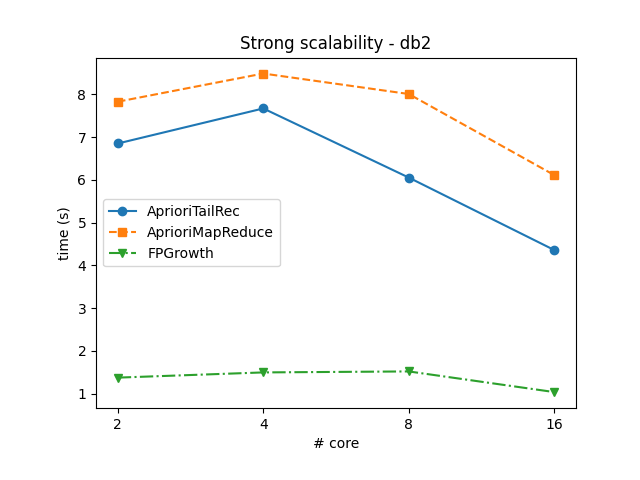 Strong scalability - db2
time (s)
8
7
6
5
4
3
2
1
AprioriTailRec
AprioriMapReduce
FPGrowth
2 4 8 16
# core